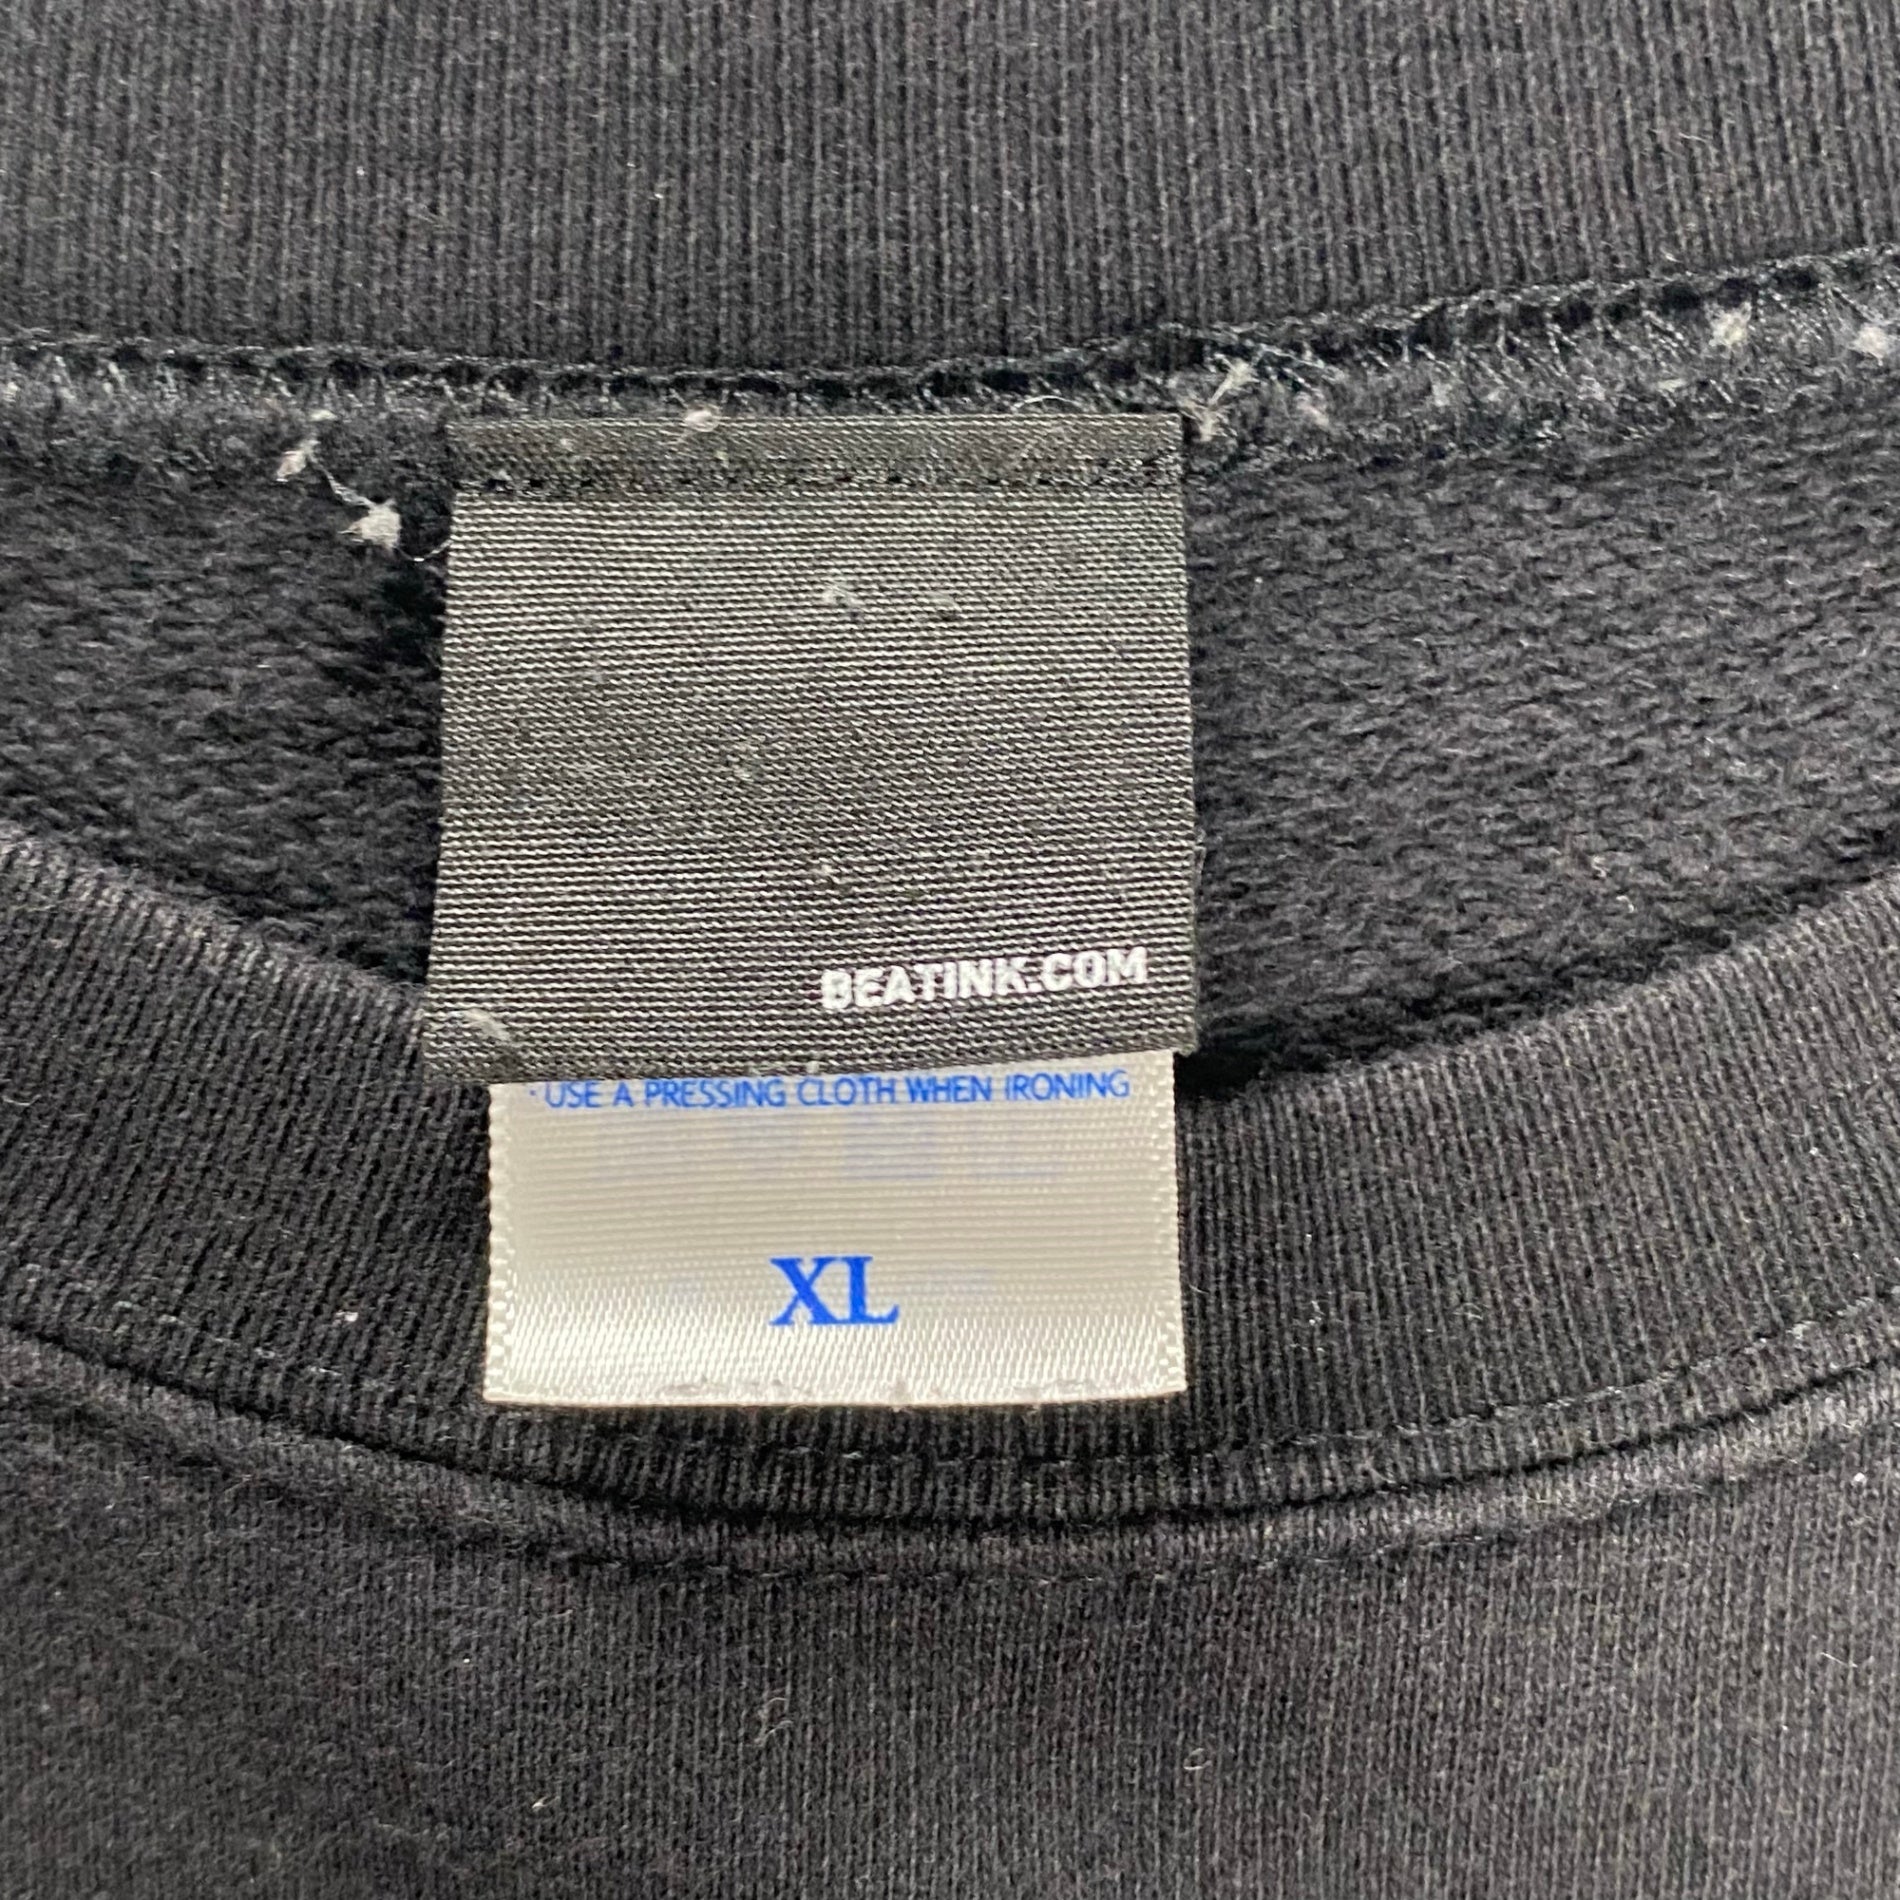 BEATINK.COM
· USE A PRESSING CLOTH WHEN IRONING
XL